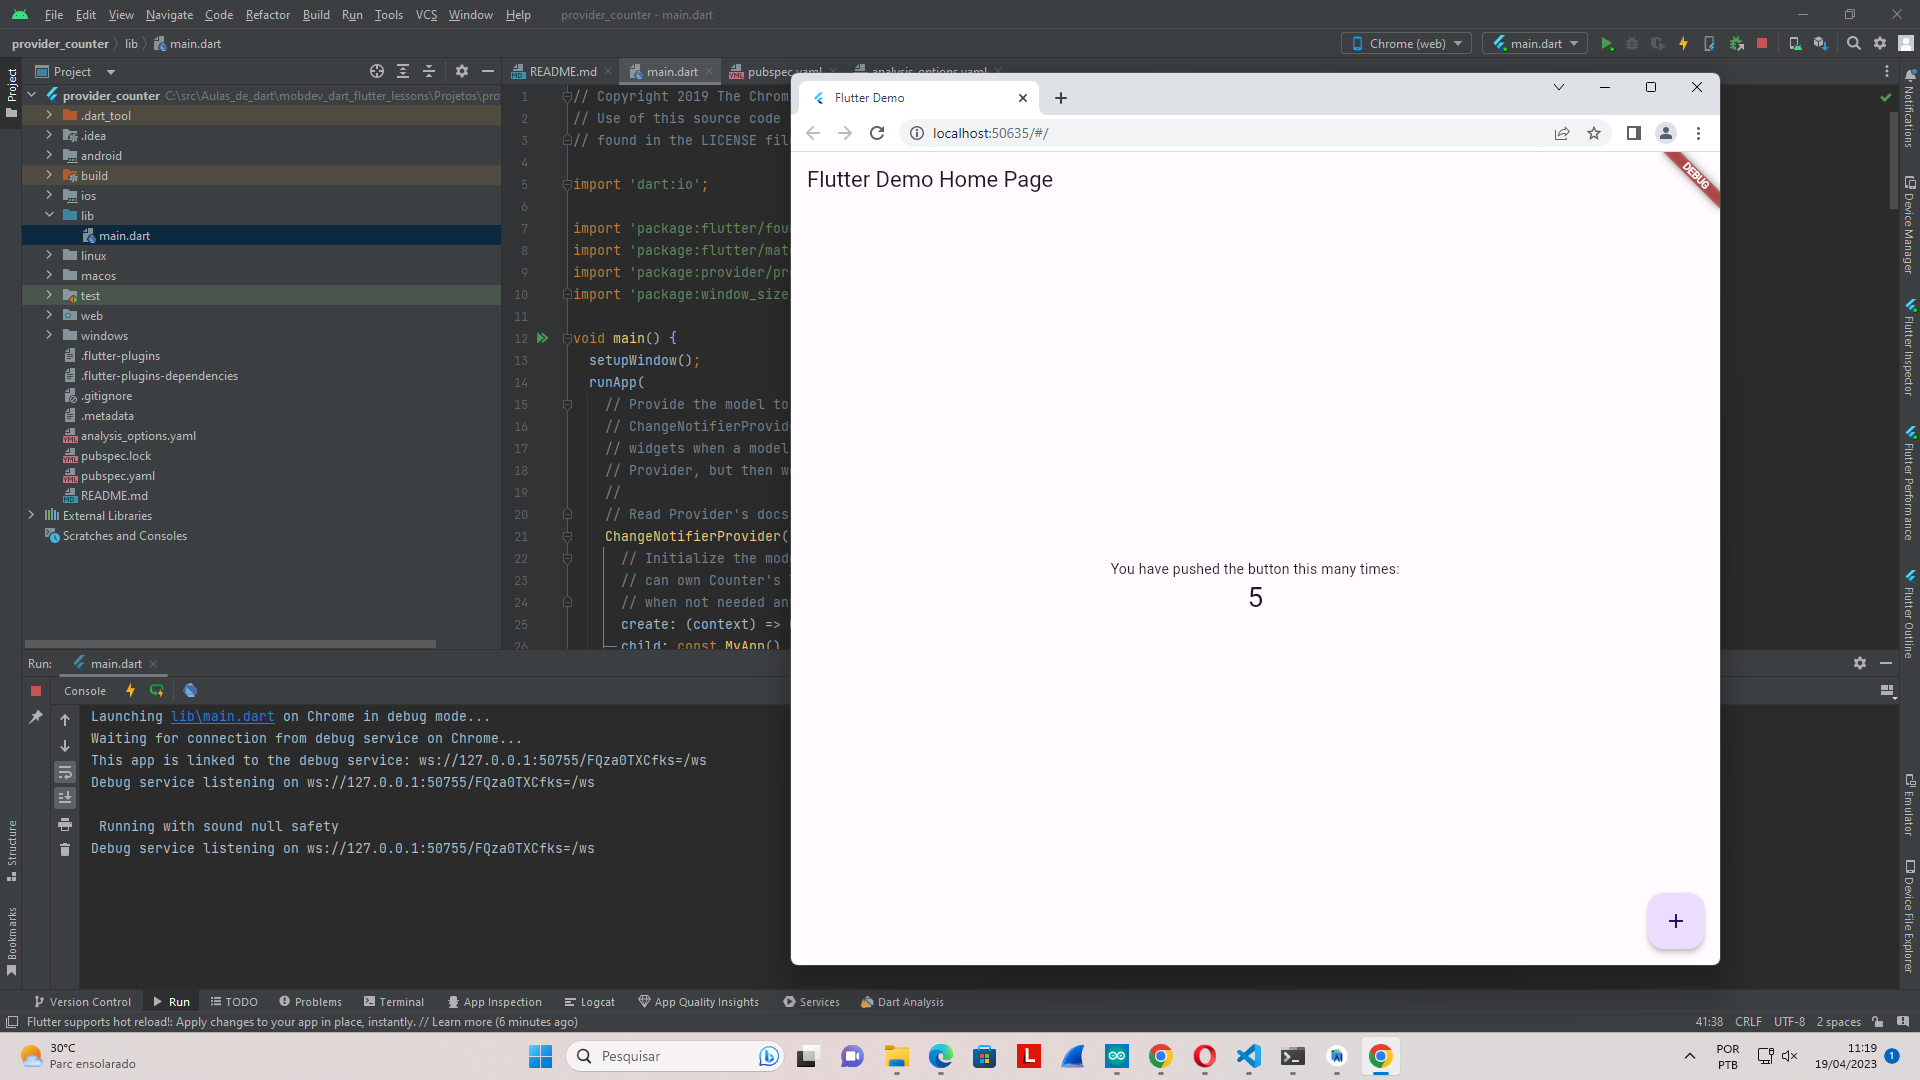 File Edit View Navigate Code Refactor Build Run Tools VCS Window Help provider_counter - main.dart
provider_counter lib main.dart Chrome (web) main.dart
Project
Project
README.md main.dart pubspec.yaml analysis_options.yaml
provider_counter C:\src\Aulas_de_dart\mobdev_dart_flutter_lessons\Projetos\pro
.dart_tool
.idea
android
build
ios
lib
main.dart
linux
macos
test
web
windows
.flutter-plugins
.flutter-plugins-dependencies
.gitignore
.metadata
analysis_options.yaml
pubspec.lock
pubspec.yaml
README.md
External Libraries
Scratches and Consoles
1 // Copyright 2019 The Chromi
2 // Use of this source code
3 // found in the LICENSE file
4
5 import 'dart:io';
6
7 import 'package:flutter/fou
8 import 'package:flutter/mat
9 import 'package:provider/pr
10 import 'package:window_size
11
12 void main() {
13 setupWindow();
14 runApp(
15 // Provide the model to
16 // ChangeNotifierProvide
17 // widgets when a model
18 // Provider, but then w
19 //
20 // Read Provider's docs
21 ChangeNotifierProvider(
22 // Initialize the mode
23 // can own Counter's
24 // when not needed an
25 create: (context) =>
26 child: const MyApp()
Flutter Demo
localhost:50635/#/
Flutter Demo Home Page
DEBUG
You have pushed the button this many times:
5
+
Notifications
Device Manager
Flutter Inspector
Flutter Performance
Flutter Outline
Emulator
Device File Explorer
Structure
Bookmarks
Run: main.dart
Console
Launching lib\main.dart on Chrome in debug mode...
Waiting for connection from debug service on Chrome...
This app is linked to the debug service: ws://127.0.0.1:50755/FQza0TXCfks=/ws
Debug service listening on ws://127.0.0.1:50755/FQza0TXCfks=/ws
Running with sound null safety
Debug service listening on ws://127.0.0.1:50755/FQza0TXCfks=/ws
Version Control Run TODO Problems Terminal App Inspection Logcat App Quality Insights Services Dart Analysis
Flutter supports hot reload!: Apply changes to your app in place, instantly. // Learn more (6 minutes ago) 41:38 CRLF UTF-8 2 spaces
30°C
Parc ensolarado
Pesquisar
POR
PTB
11:19
19/04/2023
1